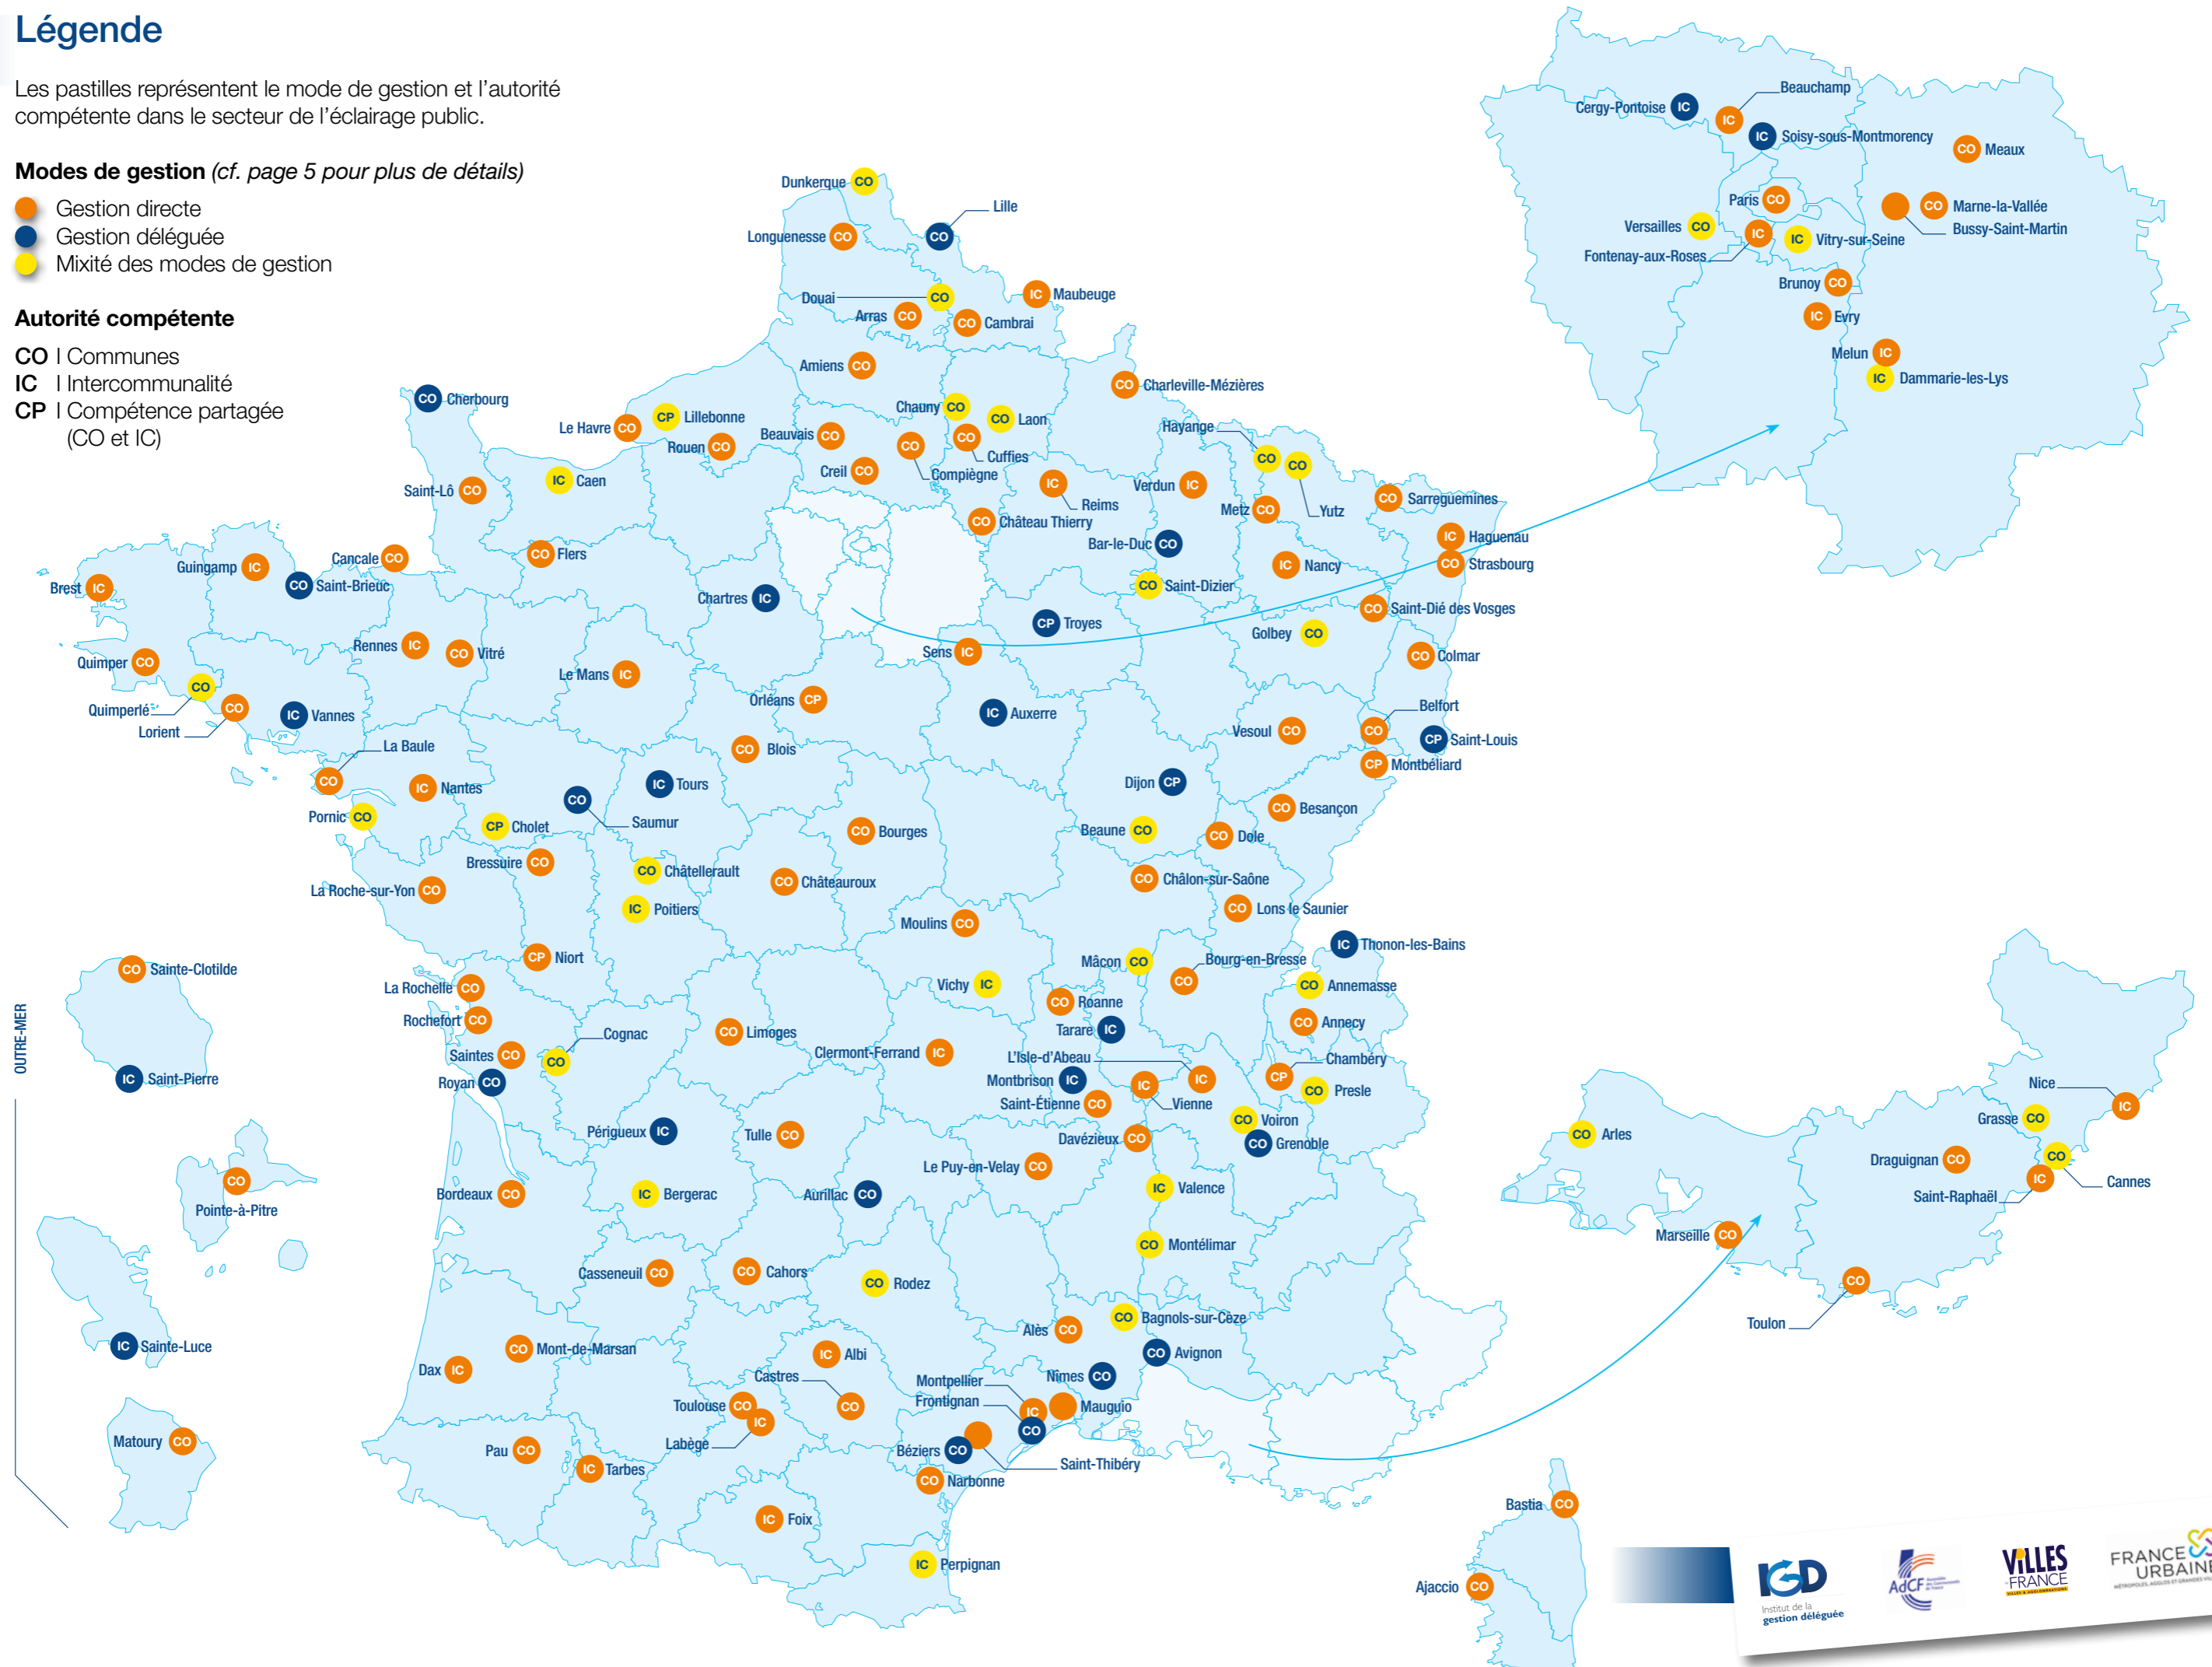 Légende
Les pastilles représentent le mode de gestion et l'autorité
compétente dans le secteur de l'éclairage public.
Modes de gestion (cf. page 5 pour plus de détails)
Gestion directe
Gestion déléguée
Mixité des modes de gestion
Autorité compétente
CO | Communes
IC | Intercommunalité
CP | Compétence partagée
(CO et IC)
Cergy-Pontoise IC
Beauchamp
IC
IC Soisy-sous-Montmorency
CO Meaux
Paris CO
CO Marne-la-Vallée
Bussy-Saint-Martin
Versailles CO
IC
Fontenay-aux-Roses
IC Vitry-sur-Seine
Brunoy CO
IC Evry
Melun IC
IC Dammarie-les-Lys
Dunkerque CO
Lille
CO
Longuenesse CO
Douai CO
IC Maubeuge
Arras CO
CO Cambrai
Amiens CO
CO Charleville-Mézières
CO Cherbourg
Le Havre CO
CP Lillebonne
Rouen CO
Beauvais CO
Chauny CO
CO Laon
CO
Cuffies
CO
Compiègne
Creil CO
Hayange
CO
CO
Yutz
Saint-Lô CO
IC Caen
IC
Reims
Verdun IC
Metz CO
CO Sarreguemines
CO Château Thierry
IC Haguenau
Bar-le-Duc CO
CO Strasbourg
Cancale CO
CO Flers
Guingamp IC
Brest IC
CO Saint-Brieuc
Chartres IC
IC Nancy
CO Saint-Dizier
CO Saint-Dié des Vosges
CP Troyes
Golbey CO
Rennes IC
CO Vitré
Sens IC
CO Colmar
Quimper CO
Le Mans IC
CO
Quimperlé
CO
Lorient
IC Vannes
Orléans CP
IC Auxerre
Belfort
CO
Vesoul CO
CP Saint-Louis
CP Montbéliard
La Baule
CO
CO Blois
IC Nantes
IC Tours
Dijon CP
CO
Saumur
Pornic CO
CP Cholet
CO Besançon
CO Bourges
Beaune CO
CO Dole
Bressuire CO
CO Châtellerault
CO Châteauroux
CO Châlon-sur-Saône
La Roche-sur-Yon CO
IC Poitiers
CO Lons le Saunier
Moulins CO
IC Thonon-les-Bains
CP Niort
Mâcon CO
Bourg-en-Bresse
CO
La Rochelle CO
Vichy IC
CO Annemasse
CO Roanne
Rochefort CO
CO Annecy
Cognac
CO
CO Limoges
Tarare IC
Saintes CO
Clermont-Ferrand IC
L'Isle-d'Abeau
IC
Chambéry
CP
Royan CO
Montbrison IC
IC
Vienne
CO Presle
Saint-Étienne CO
CO Voiron
Périgueux IC
Tulle CO
Davézieux CO
CO Grenoble
Le Puy-en-Velay CO
Bordeaux CO
IC Bergerac
Aurillac CO
IC Valence
CO Montélimar
Casseneuil CO
CO Cahors
CO Rodez
CO Bagnols-sur-Cèze
Alès CO
CO Mont-de-Marsan
IC Albi
CO Avignon
Dax IC
Castres
CO
Nîmes CO
Montpellier
IC
Frontignan
CO
Mauguio
Toulouse CO
IC
Labège
Béziers CO
Saint-Thibéry
Pau CO
IC Tarbes
CO Narbonne
IC Foix
IC Perpignan
OUTRE-MER
CO Sainte-Clotilde
IC Saint-Pierre
CO
Pointe-à-Pitre
IC Sainte-Luce
Matoury CO
Nice
IC
Grasse CO
CO Arles
CO
Cannes
Draguignan CO
IC
Saint-Raphaël
Marseille CO
CO
Toulon
Bastia CO
Ajaccio CO
IGD
Institut de la
gestion déléguée
AdCF
VILLES
DE FRANCE
FRANCE
URBAINE